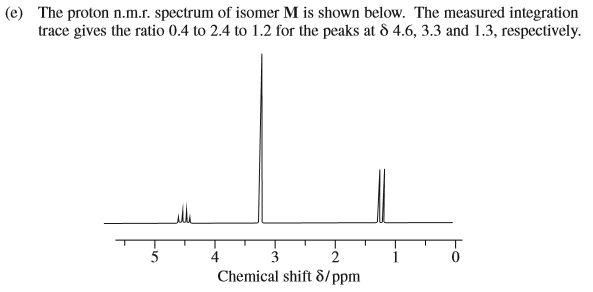 (e) The proton n.m.r. spectrum of isomer M is shown below. The measured integration
trace gives the ratio 0.4 to 2.4 to 1.2 for the peaks at δ 4.6, 3.3 and 1.3, respectively.
5 4 3 2 1 0
Chemical shift δ/ppm